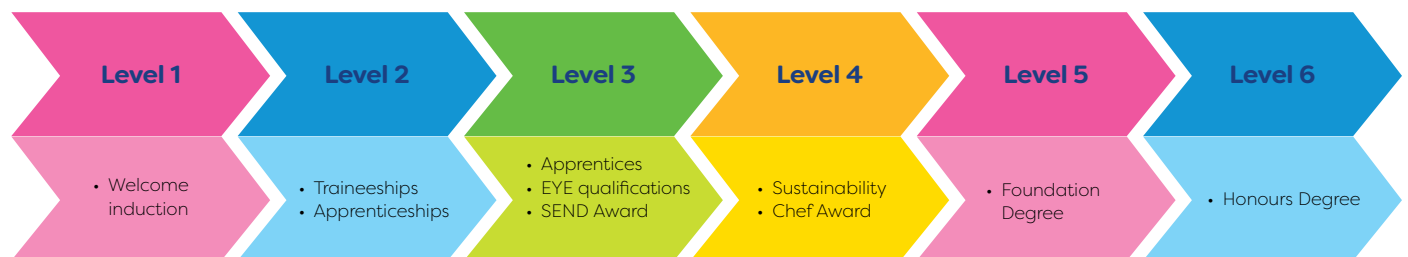 Level 1
Level 2
Level 3
Level 4
Level 5
Level 6
• Welcome
induction
• Traineeships
• Apprenticeships
• Apprentices
• EYE qualifications
• SEND Award
• Sustainability
• Chef Award
• Foundation
Degree
• Honours Degree